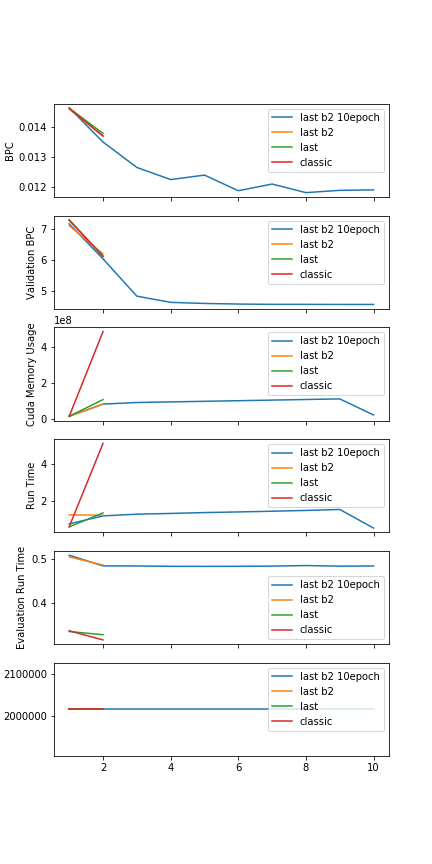 BPC
0.014
0.013
0.012
last b2 10epoch
last b2
last
classic
Validation BPC
7
6
5
last b2 10epoch
last b2
last
classic
Cuda Memory Usage
1e8
4
2
0
last b2 10epoch
last b2
last
classic
Run Time
4
2
last b2 10epoch
last b2
last
classic
Evaluation Run Time
0.5
0.4
last b2 10epoch
last b2
last
classic
2100000
2000000
last b2 10epoch
last b2
last
classic
2 4 6 8 10